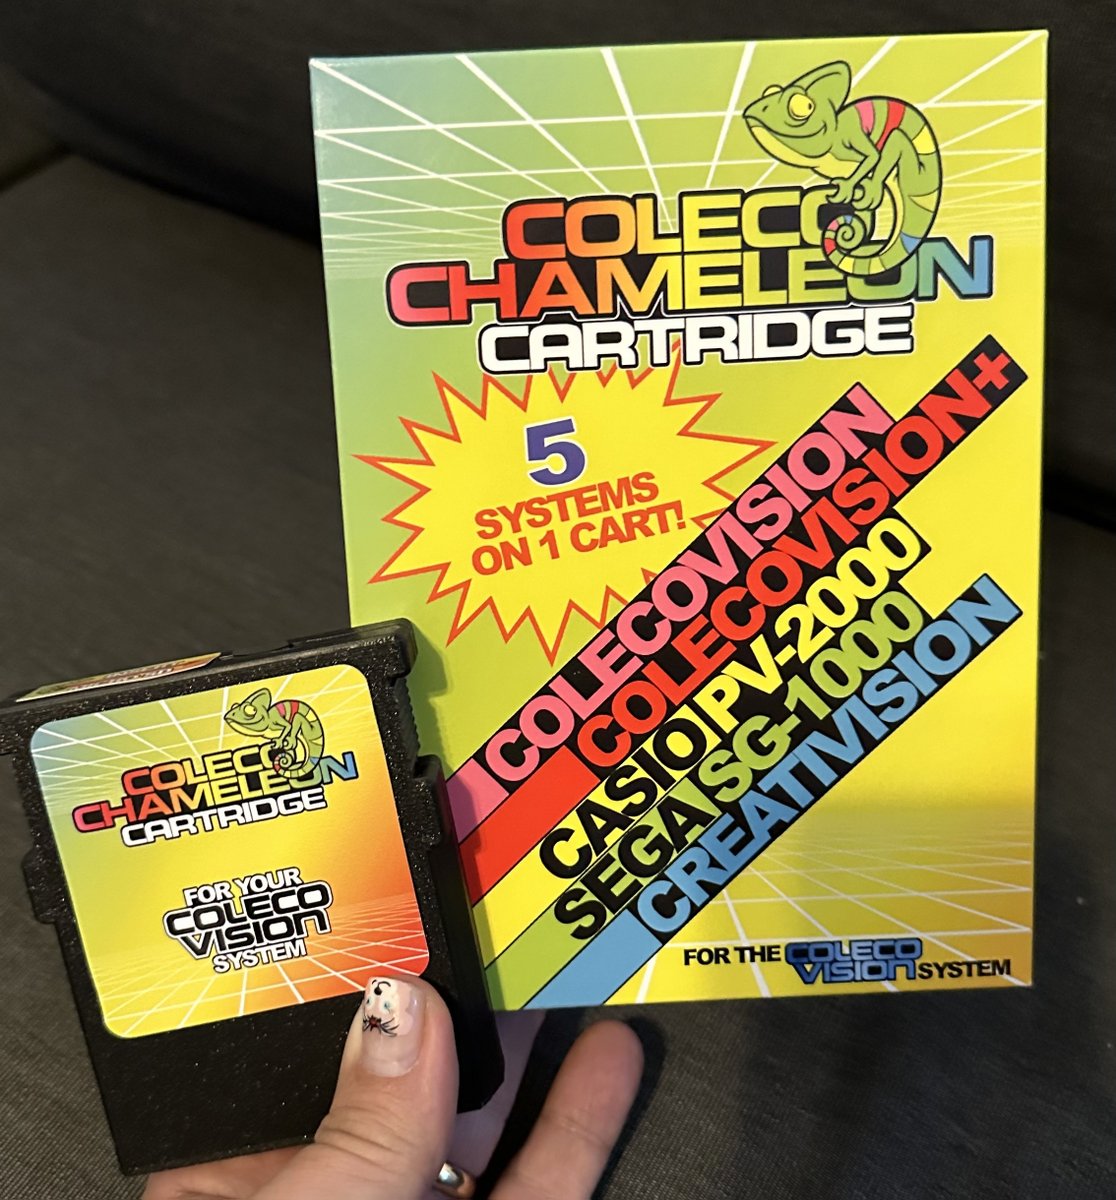 COLECO
CHAMELEON
CARTRIDGE
5
SYSTEMS
ON 1 CART!
COLECOVISION
COLECOVISION+
CASIO PV-2000
SEGA SG-1000
CREATIVISION
FOR THE COLECO VISION SYSTEM
COLECO
CHAMELEON
CARTRIDGE
FOR YOUR
COLECO
VISION
SYSTEM